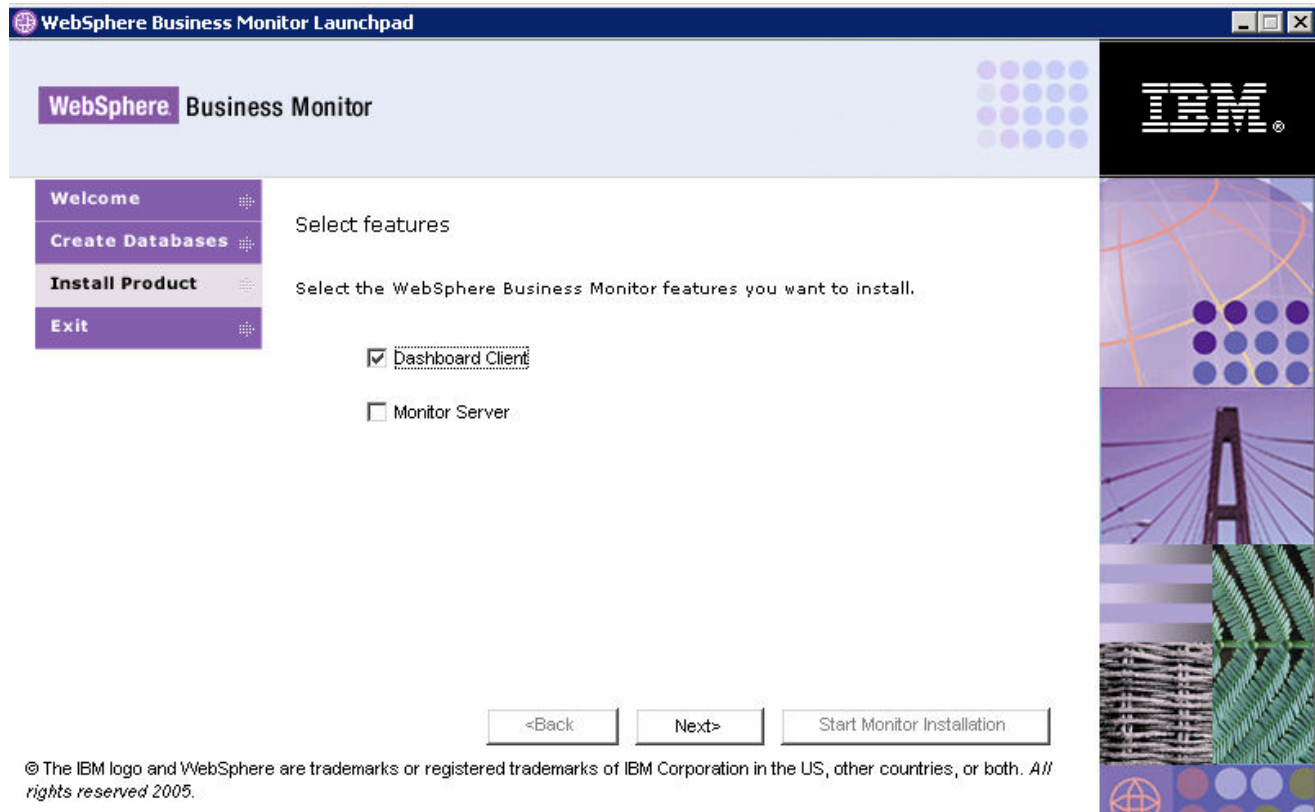 WebSphere Business Monitor Launchpad
WebSphere Business Monitor
IBM®
Welcome
Create Databases
Install Product
Exit
Select features
Select the WebSphere Business Monitor features you want to install.
Dashboard Client
Monitor Server
<Back
Next>
Start Monitor Installation
© The IBM logo and WebSphere are trademarks or registered trademarks of IBM Corporation in the US, other countries, or both. All
rights reserved 2005.